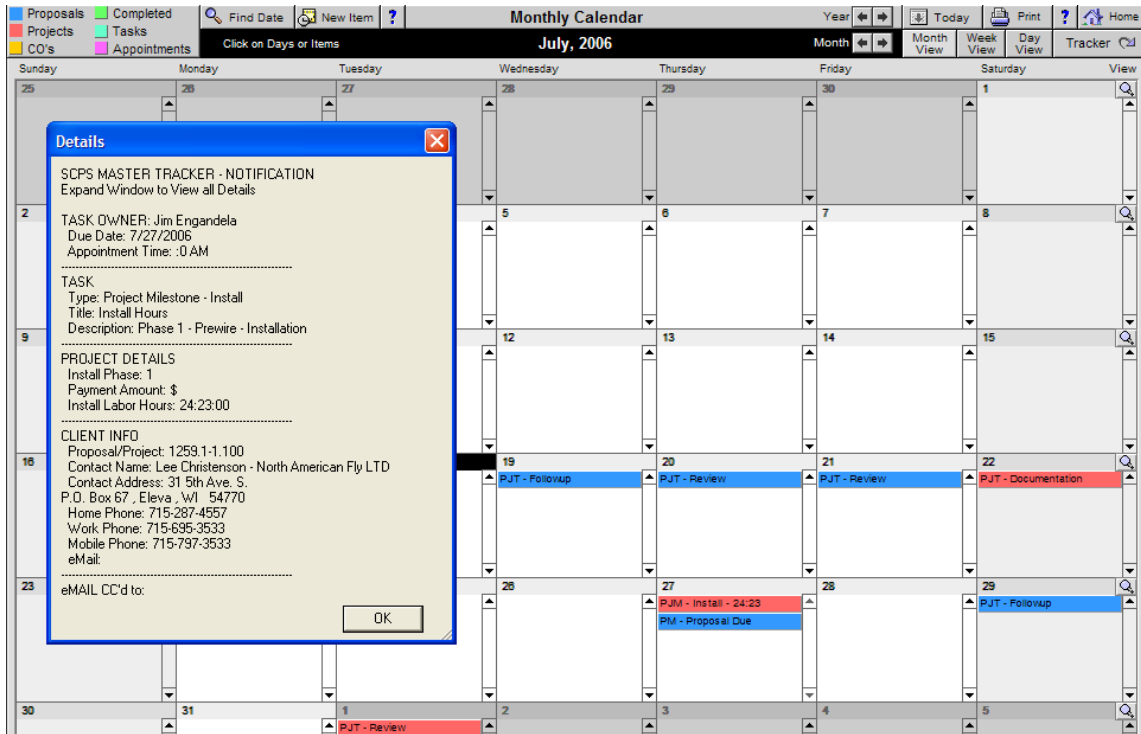 Proposals Completed Find Date New Item ? Monthly Calendar Year Today Print ? Home
Projects Tasks
CO's Appointments Click on Days or Items July, 2006 Month Month View Week View Day View Tracker
Sunday Monday Tuesday Wednesday Thursday Friday Saturday View
25 26 27 28 29 30 1
Details
SCPS MASTER TRACKER - NOTIFICATION
Expand Window to View all Details
TASK OWNER: Jim Engandela
Due Date: 7/27/2006
Appointment Time: :0 AM
------------------------------------------------------------
TASK
Type: Project Milestone - Install
Title: Install Hours
Description: Phase 1 - Prewire - Installation
------------------------------------------------------------
PROJECT DETAILS
Install Phase: 1
Payment Amount: $
Install Labor Hours: 24:23:00
------------------------------------------------------------
CLIENT INFO
Proposal/Project: 1259.1-1.100
Contact Name: Lee Christenson - North American Fly LTD
Contact Address: 31 5th Ave. S.
P.O. Box 67 , Eleva , WI 54770
Home Phone: 715-287-4557
Work Phone: 715-695-3533
Mobile Phone: 715-797-3533
eMail:
------------------------------------------------------------
eMAIL CC'd to:
OK
2 5 6 7 8
9 12 13 14 15
16 19 20 21 22
PJT - Followup PJT - Review PJT - Review PJT - Documentation
23 26 27 28 29
PJM - Install - 24:23 PJT - Followup
PM - Proposal Due
30 31 1 2 3 4 5
PJT - Review